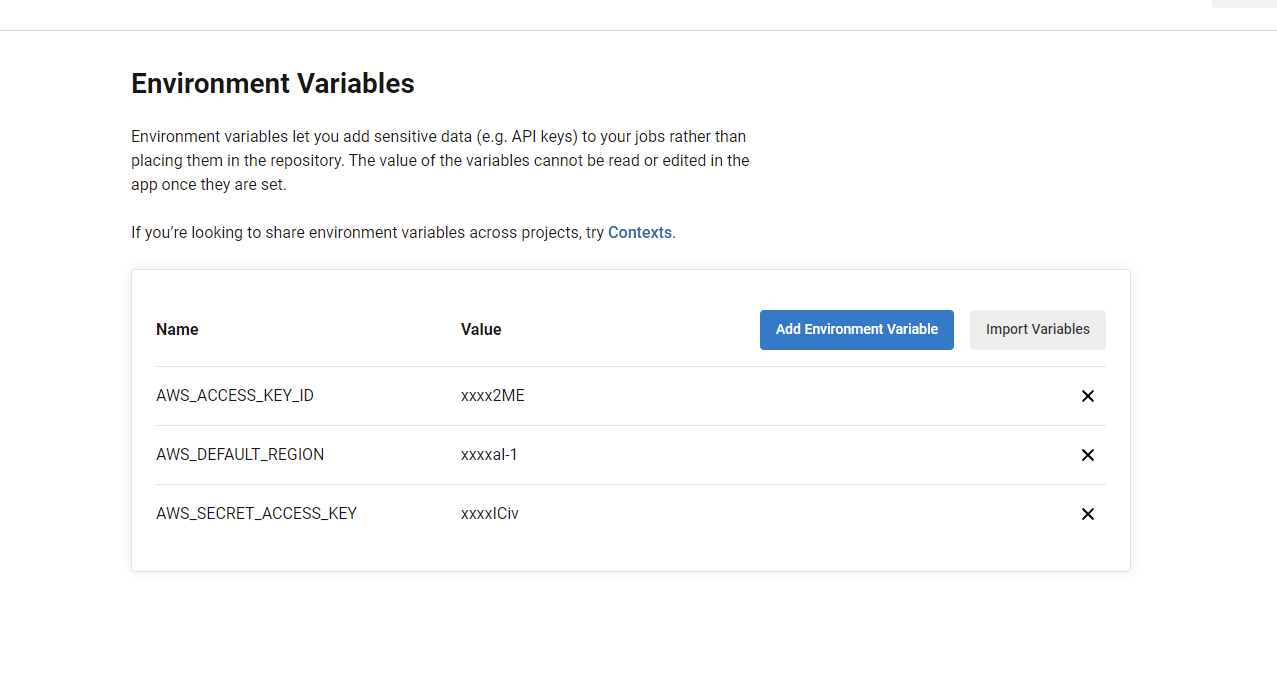 Environment Variables
Environment variables let you add sensitive data (e.g. API keys) to your jobs rather than
placing them in the repository. The value of the variables cannot be read or edited in the
app once they are set.
If you’re looking to share environment variables across projects, try Contexts.
Name Value Add Environment Variable Import Variables
AWS_ACCESS_KEY_ID xxxx2ME
AWS_DEFAULT_REGION xxxxal-1
AWS_SECRET_ACCESS_KEY xxxxICiv